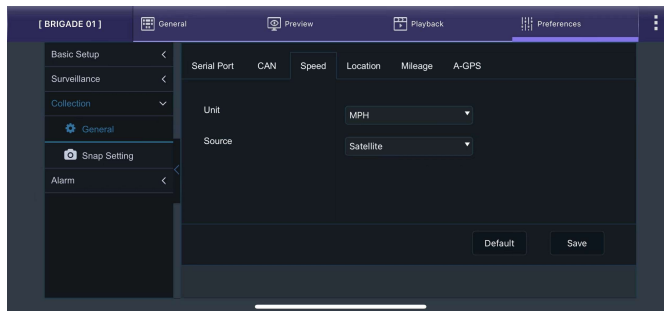 [ BRIGADE 01 ] General Preview Playback Preferences
Basic Setup
Surveillance
Collection
General
Snap Setting
Alarm
Serial Port CAN Speed Location Mileage A-GPS
Unit MPH
Source Satellite
Default Save